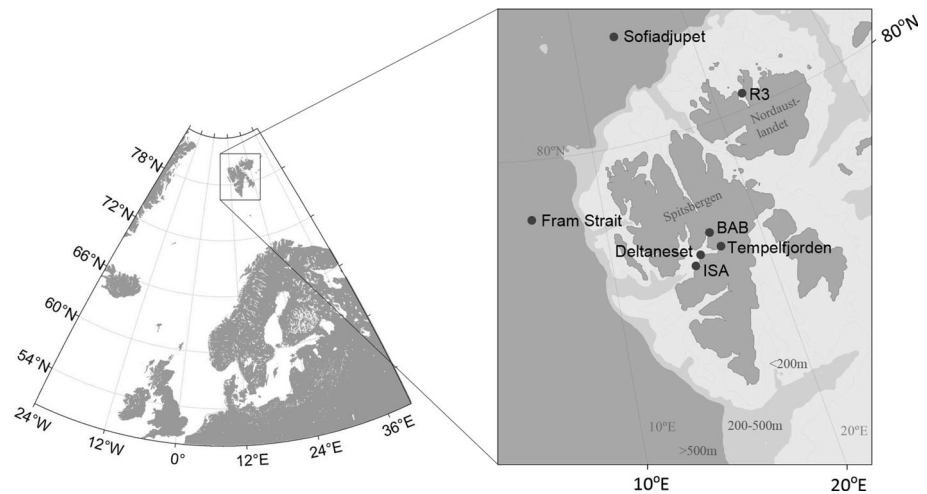 78°N
72°N
66°N
60°N
54°N
24°W
12°W
0°
12°E
24°E
36°E
Sofiadjupet
80°N
R3
Nordaust-
landet
80°N
Spitsbergen
Fram Strait
BAB
Deltaneset
Tempelfjorden
ISA
<200m
10°E
200-500m
20°E
>500m
10°E
20°E